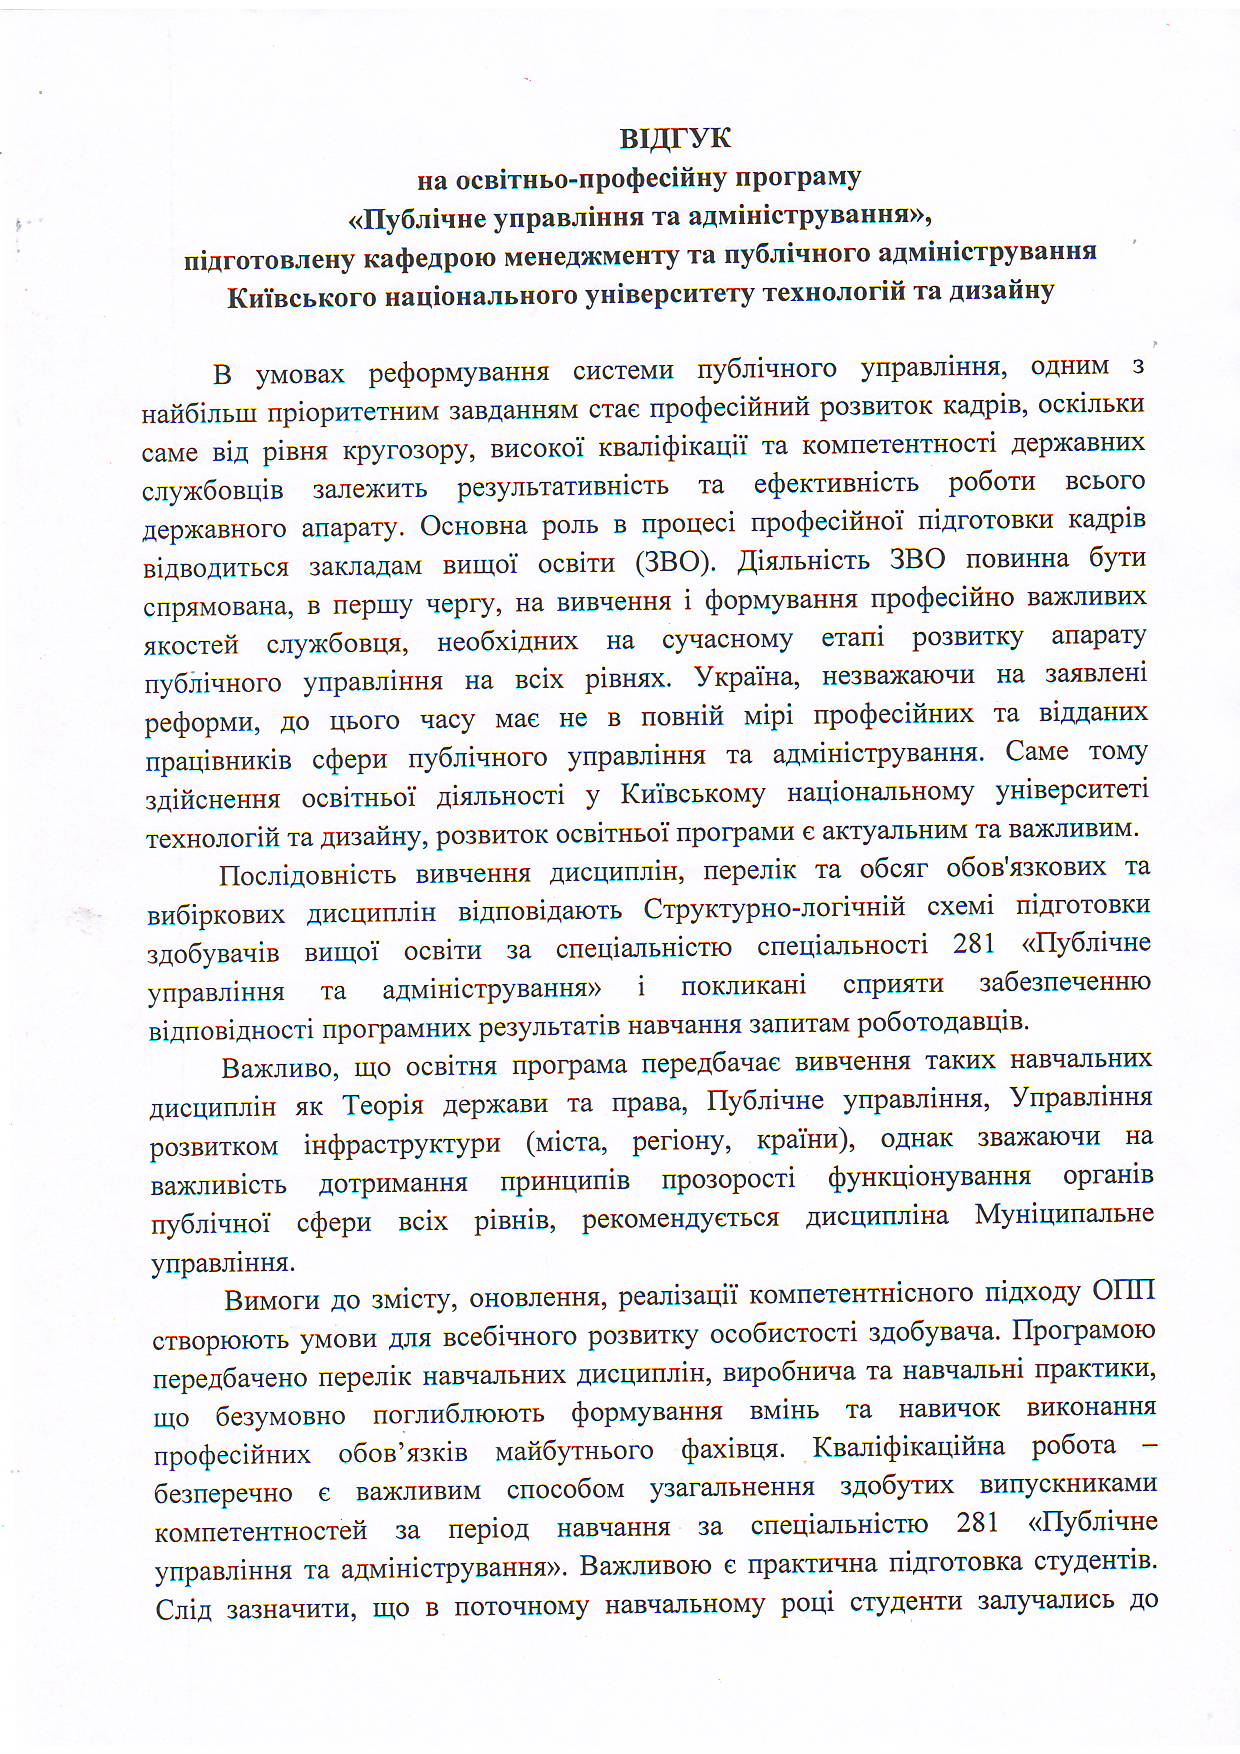 ВІДГУК
на освітньо-професійну програму
«Публічне управління та адміністрування»,
підготовлену кафедрою менеджменту та публічного адміністрування
Київського національного університету технологій та дизайну
В умовах реформування системи публічного управління, одним з
найбільш пріоритетним завданням стає професійний розвиток кадрів, оскільки
саме від рівня кругозору, високої кваліфікації та компетентності державних
службовців залежить результативність та ефективність роботи всього
державного апарату. Основна роль в процесі професійної підготовки кадрів
відводиться закладам вищої освіти (ЗВО). Діяльність ЗВО повинна бути
спрямована, в першу чергу, на вивчення і формування професійно важливих
якостей службовця, необхідних на сучасному етапі розвитку апарату
публічного управління на всіх рівнях. Україна, незважаючи на заявлені
реформи, до цього часу має не в повній мірі професійних та відданих
працівників сфери публічного управління та адміністрування. Саме тому
здійснення освітньої діяльності у Київському національному університеті
технологій та дизайну, розвиток освітньої програми є актуальним та важливим.
Послідовність вивчення дисциплін, перелік та обсяг обов'язкових та
вибіркових дисциплін відповідають Структурно-логічній схемі підготовки
здобувачів вищої освіти за спеціальністю спеціальності 281 «Публічне
управління та адміністрування» і покликані сприяти забезпеченню
відповідності програмних результатів навчання запитам роботодавців.
Важливо, що освітня програма передбачає вивчення таких навчальних
дисциплін як Теорія держави та права, Публічне управління, Управління
розвитком інфраструктури (міста, регіону, країни), однак зважаючи на
важливість дотримання принципів прозорості функціонування органів
публічної сфери всіх рівнів, рекомендується дисципліна Муніципальне
управління.
Вимоги до змісту, оновлення, реалізації компетентнісного підходу ОПП
створюють умови для всебічного розвитку особистості здобувача. Програмою
передбачено перелік навчальних дисциплін, виробнича та навчальні практики,
що безумовно поглиблюють формування вмінь та навичок виконання
професійних обов’язків майбутнього фахівця. Кваліфікаційна робота –
безперечно є важливим способом узагальнення здобутих випускниками
компетентностей за період навчання за спеціальністю 281 «Публічне
управління та адміністрування». Важливою є практична підготовка студентів.
Слід зазначити, що в поточному навчальному році студенти залучались до